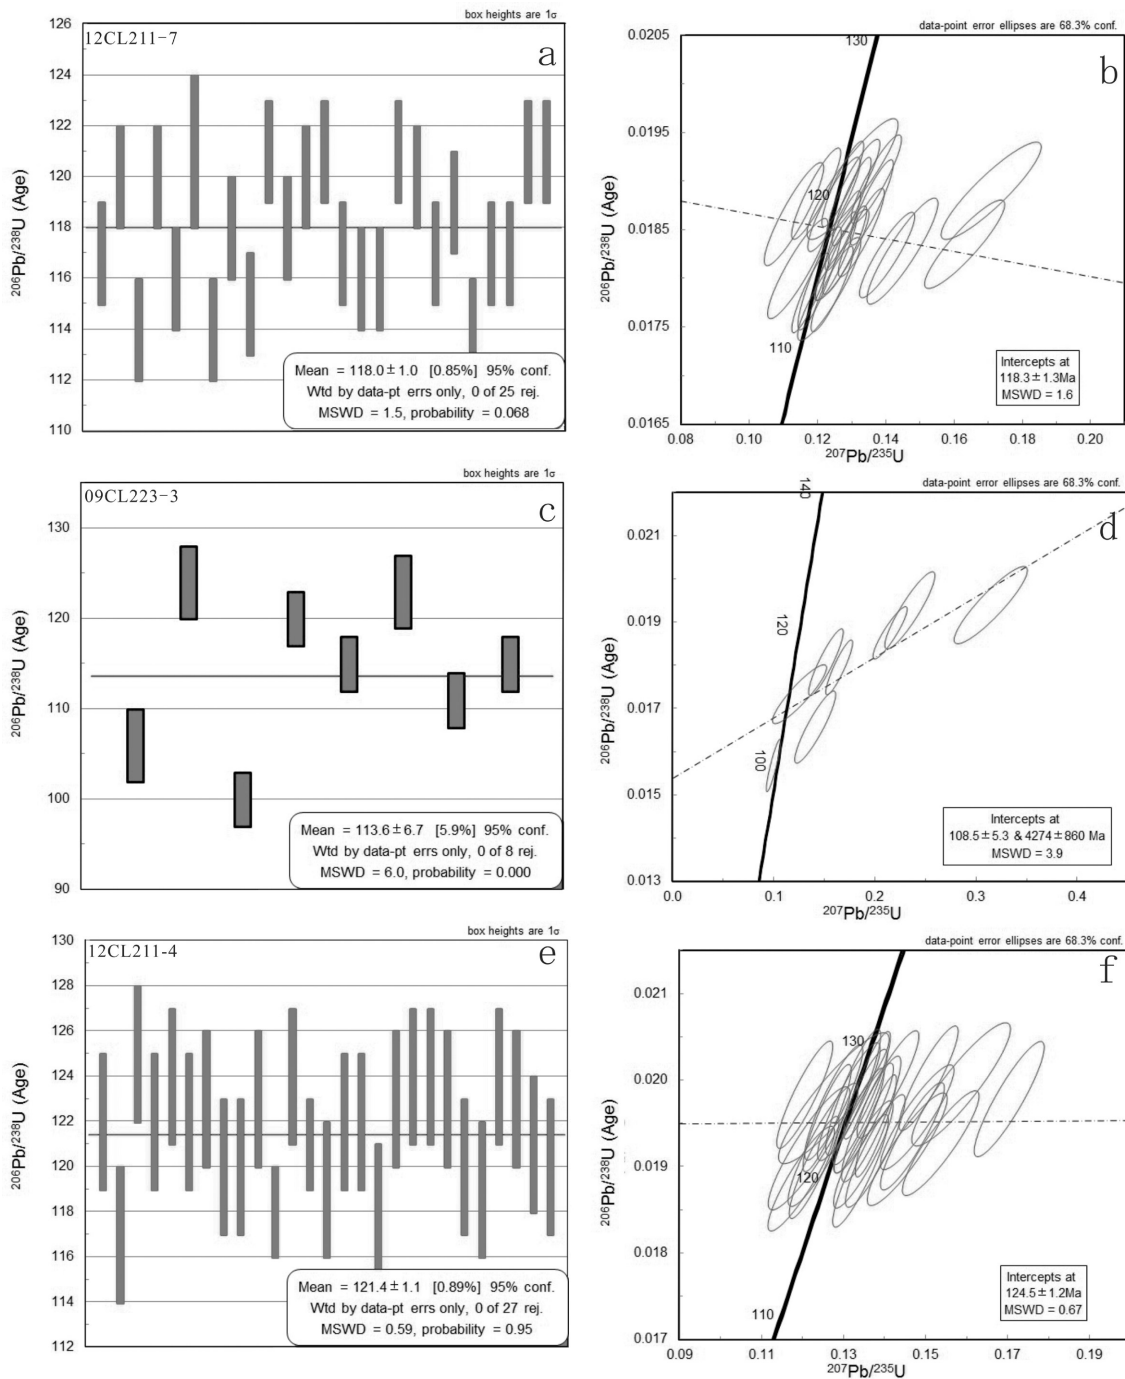 box heights are 1σ
12CL211-7
a
126
124
122
120
118
116
114
112
110
206Pb/238U (Age)
Mean = 118.0 ± 1.0 [0.85%] 95% conf.
Wtd by data-pt errs only, 0 of 25 rej.
MSWD = 1.5, probability = 0.068
data-point error ellipses are 68.3% conf.
b
0.0205
0.0195
0.0185
0.0175
0.0165
206Pb/238U (Age)
130
120
110
Intercepts at
118.3 ± 1.3Ma
MSWD = 1.6
0.08 0.10 0.12 0.14 0.16 0.18 0.20
207Pb/235U
box heights are 1σ
09CL223-3
c
130
120
110
100
90
206Pb/238U (Age)
Mean = 113.6 ± 6.7 [5.9%] 95% conf.
Wtd by data-pt errs only, 0 of 8 rej.
MSWD = 6.0, probability = 0.000
data-point error ellipses are 68.3% conf.
d
0.021
0.019
0.017
0.015
0.013
206Pb/238U (Age)
140
120
100
Intercepts at
108.5 ± 5.3 & 4274 ± 860 Ma
MSWD = 3.9
0.0 0.1 0.2 0.3 0.4
207Pb/235U
box heights are 1σ
12CL211-4
e
130
128
126
124
122
120
118
116
114
112
206Pb/238U (Age)
Mean = 121.4 ± 1.1 [0.89%] 95% conf.
Wtd by data-pt errs only, 0 of 27 rej.
MSWD = 0.59, probability = 0.95
data-point error ellipses are 68.3% conf.
f
0.021
0.020
0.019
0.018
0.017
206Pb/238U (Age)
130
120
110
Intercepts at
124.5 ± 1.2Ma
MSWD = 0.67
0.09 0.11 0.13 0.15 0.17 0.19
207Pb/235U